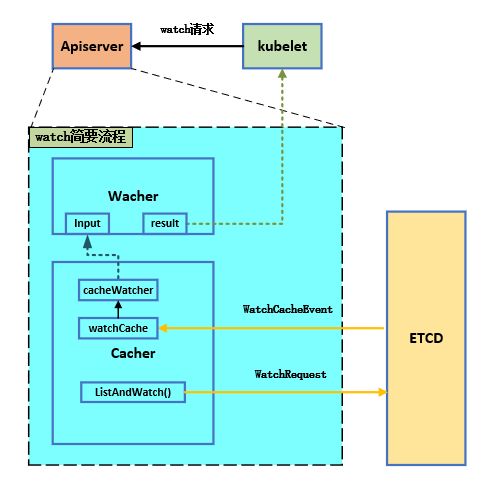 watch请求
Apiserver
kubelet
watch简要流程
Wacher
Input
result
cacheWatcher
WatchCacheEvent
watchCache
ETCD
Cacher
WatchRequest
ListAndWatch()